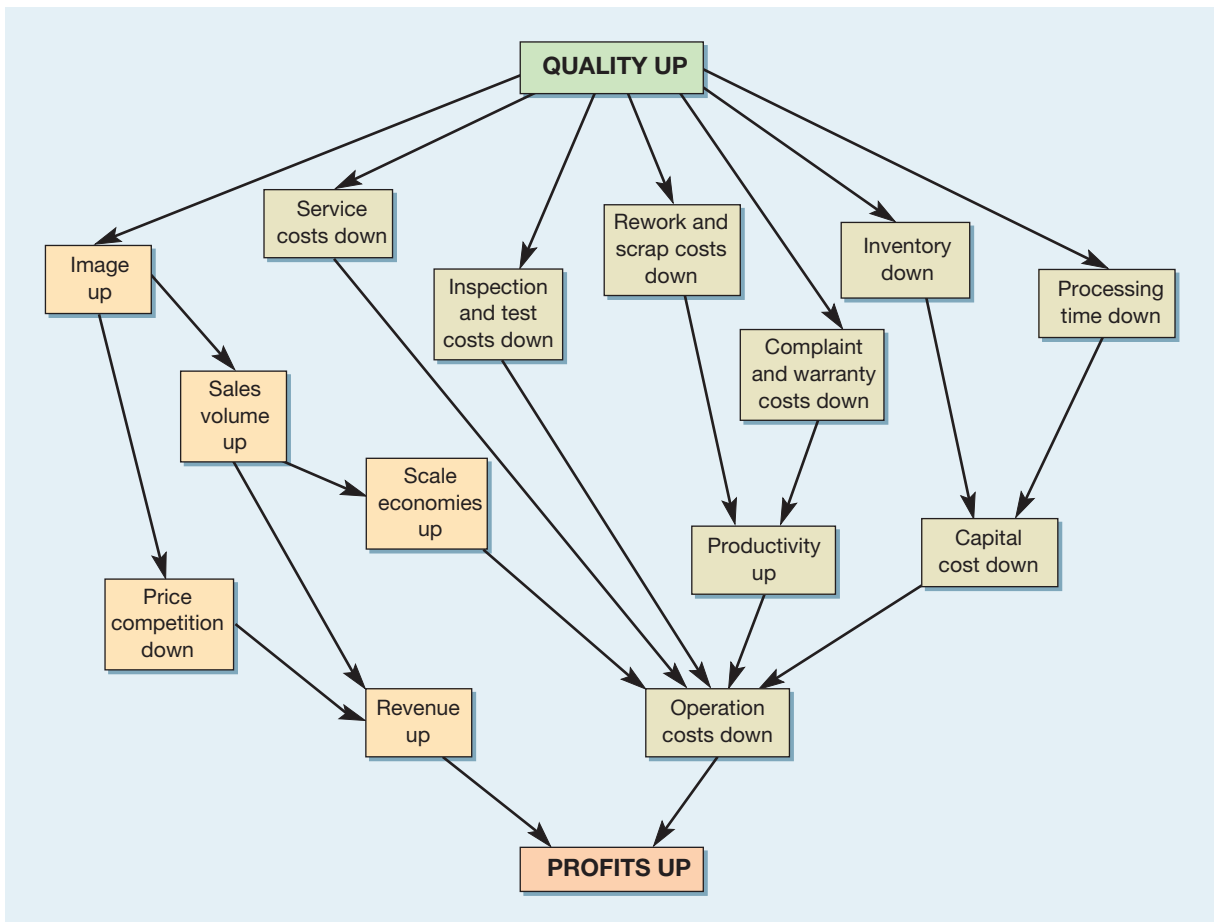 QUALITY UP
Service
costs down
Rework and
scrap costs
down
Inventory
down
Image
up
Inspection
and test
costs down
Processing
time down
Complaint
and warranty
costs down
Sales
volume
up
Scale
economies
up
Productivity
up
Capital
cost down
Price
competition
down
Revenue
up
Operation
costs down
PROFITS UP